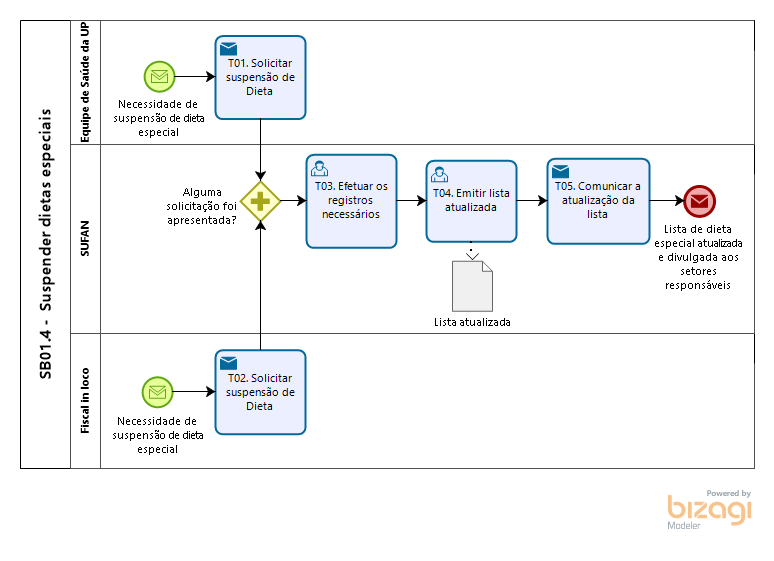 SB01.4 -  Suspender dietas especiais
Equipe de Saúde da UP
Necessidade de
suspensão de dieta
especial
T01. Solicitar
suspensão de
Dieta
SUFAN
Alguma
solicitação foi
apresentada?
T03. Efetuar os
registros
necessários
T04. Emitir lista
atualizada
Lista atualizada
T05. Comunicar a
atualização da
lista
Lista de dieta
especial atualizada
e divulgada aos
setores
responsáveis
Fiscal in loco
Necessidade de
suspensão de dieta
especial
T02. Solicitar
suspensão de
Dieta
Powered by
bizagi
Modeler